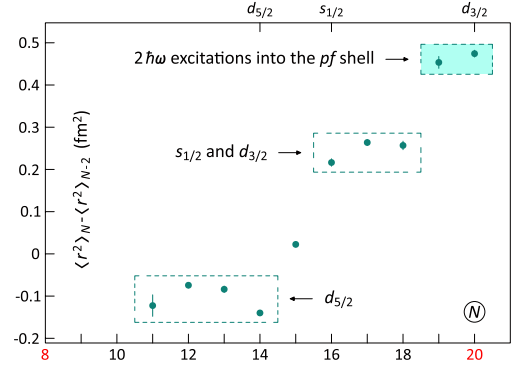 d5/2 s1/2 d3/2
0.5
2ħω excitations into the pf shell
0.4
0.3
s1/2 and d3/2
0.2
0.1
0
-0.1
d5/2
-0.2
⟨r²⟩N-⟨r²⟩N-2 (fm²)
N
8 10 12 14 16 18 20